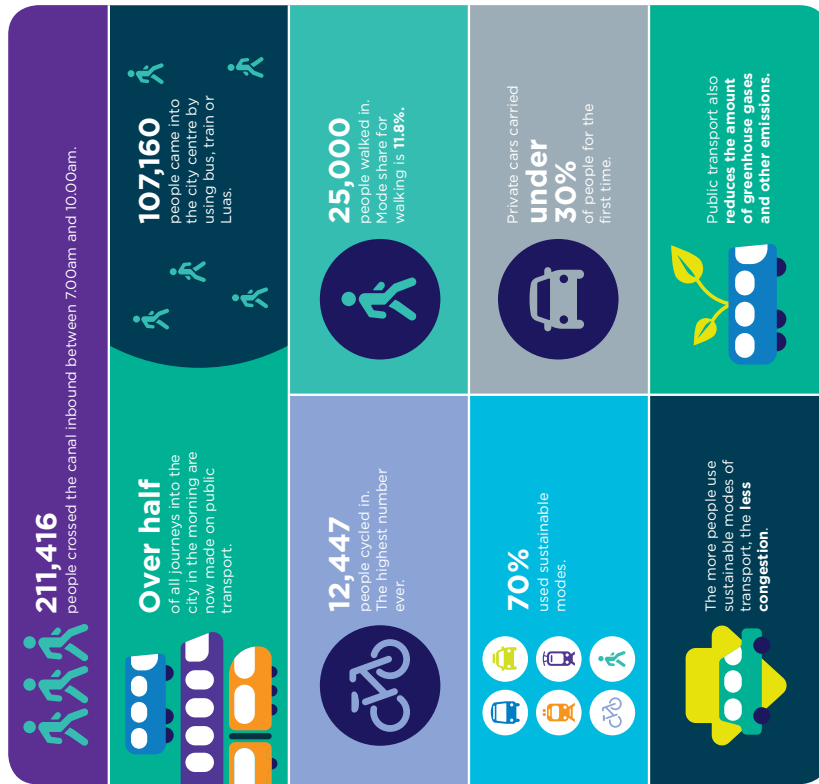 211,416
people crossed the canal inbound between 7.00am and 10.00am.
Over half
of all journeys into the
city in the morning are
now made on public
transport.
107,160
people came into
the city centre by
using bus, train or
Luas.
12,447
people cycled in.
The highest number
ever.
25,000
people walked in.
Mode share for
walking is 11.8%.
70%
used sustainable
modes.
Private cars carried
under
30%
of people for the
first time.
The more people use
sustainable modes of
transport, the less
congestion.
Public transport also
reduces the amount
of greenhouse gases
and other emissions.